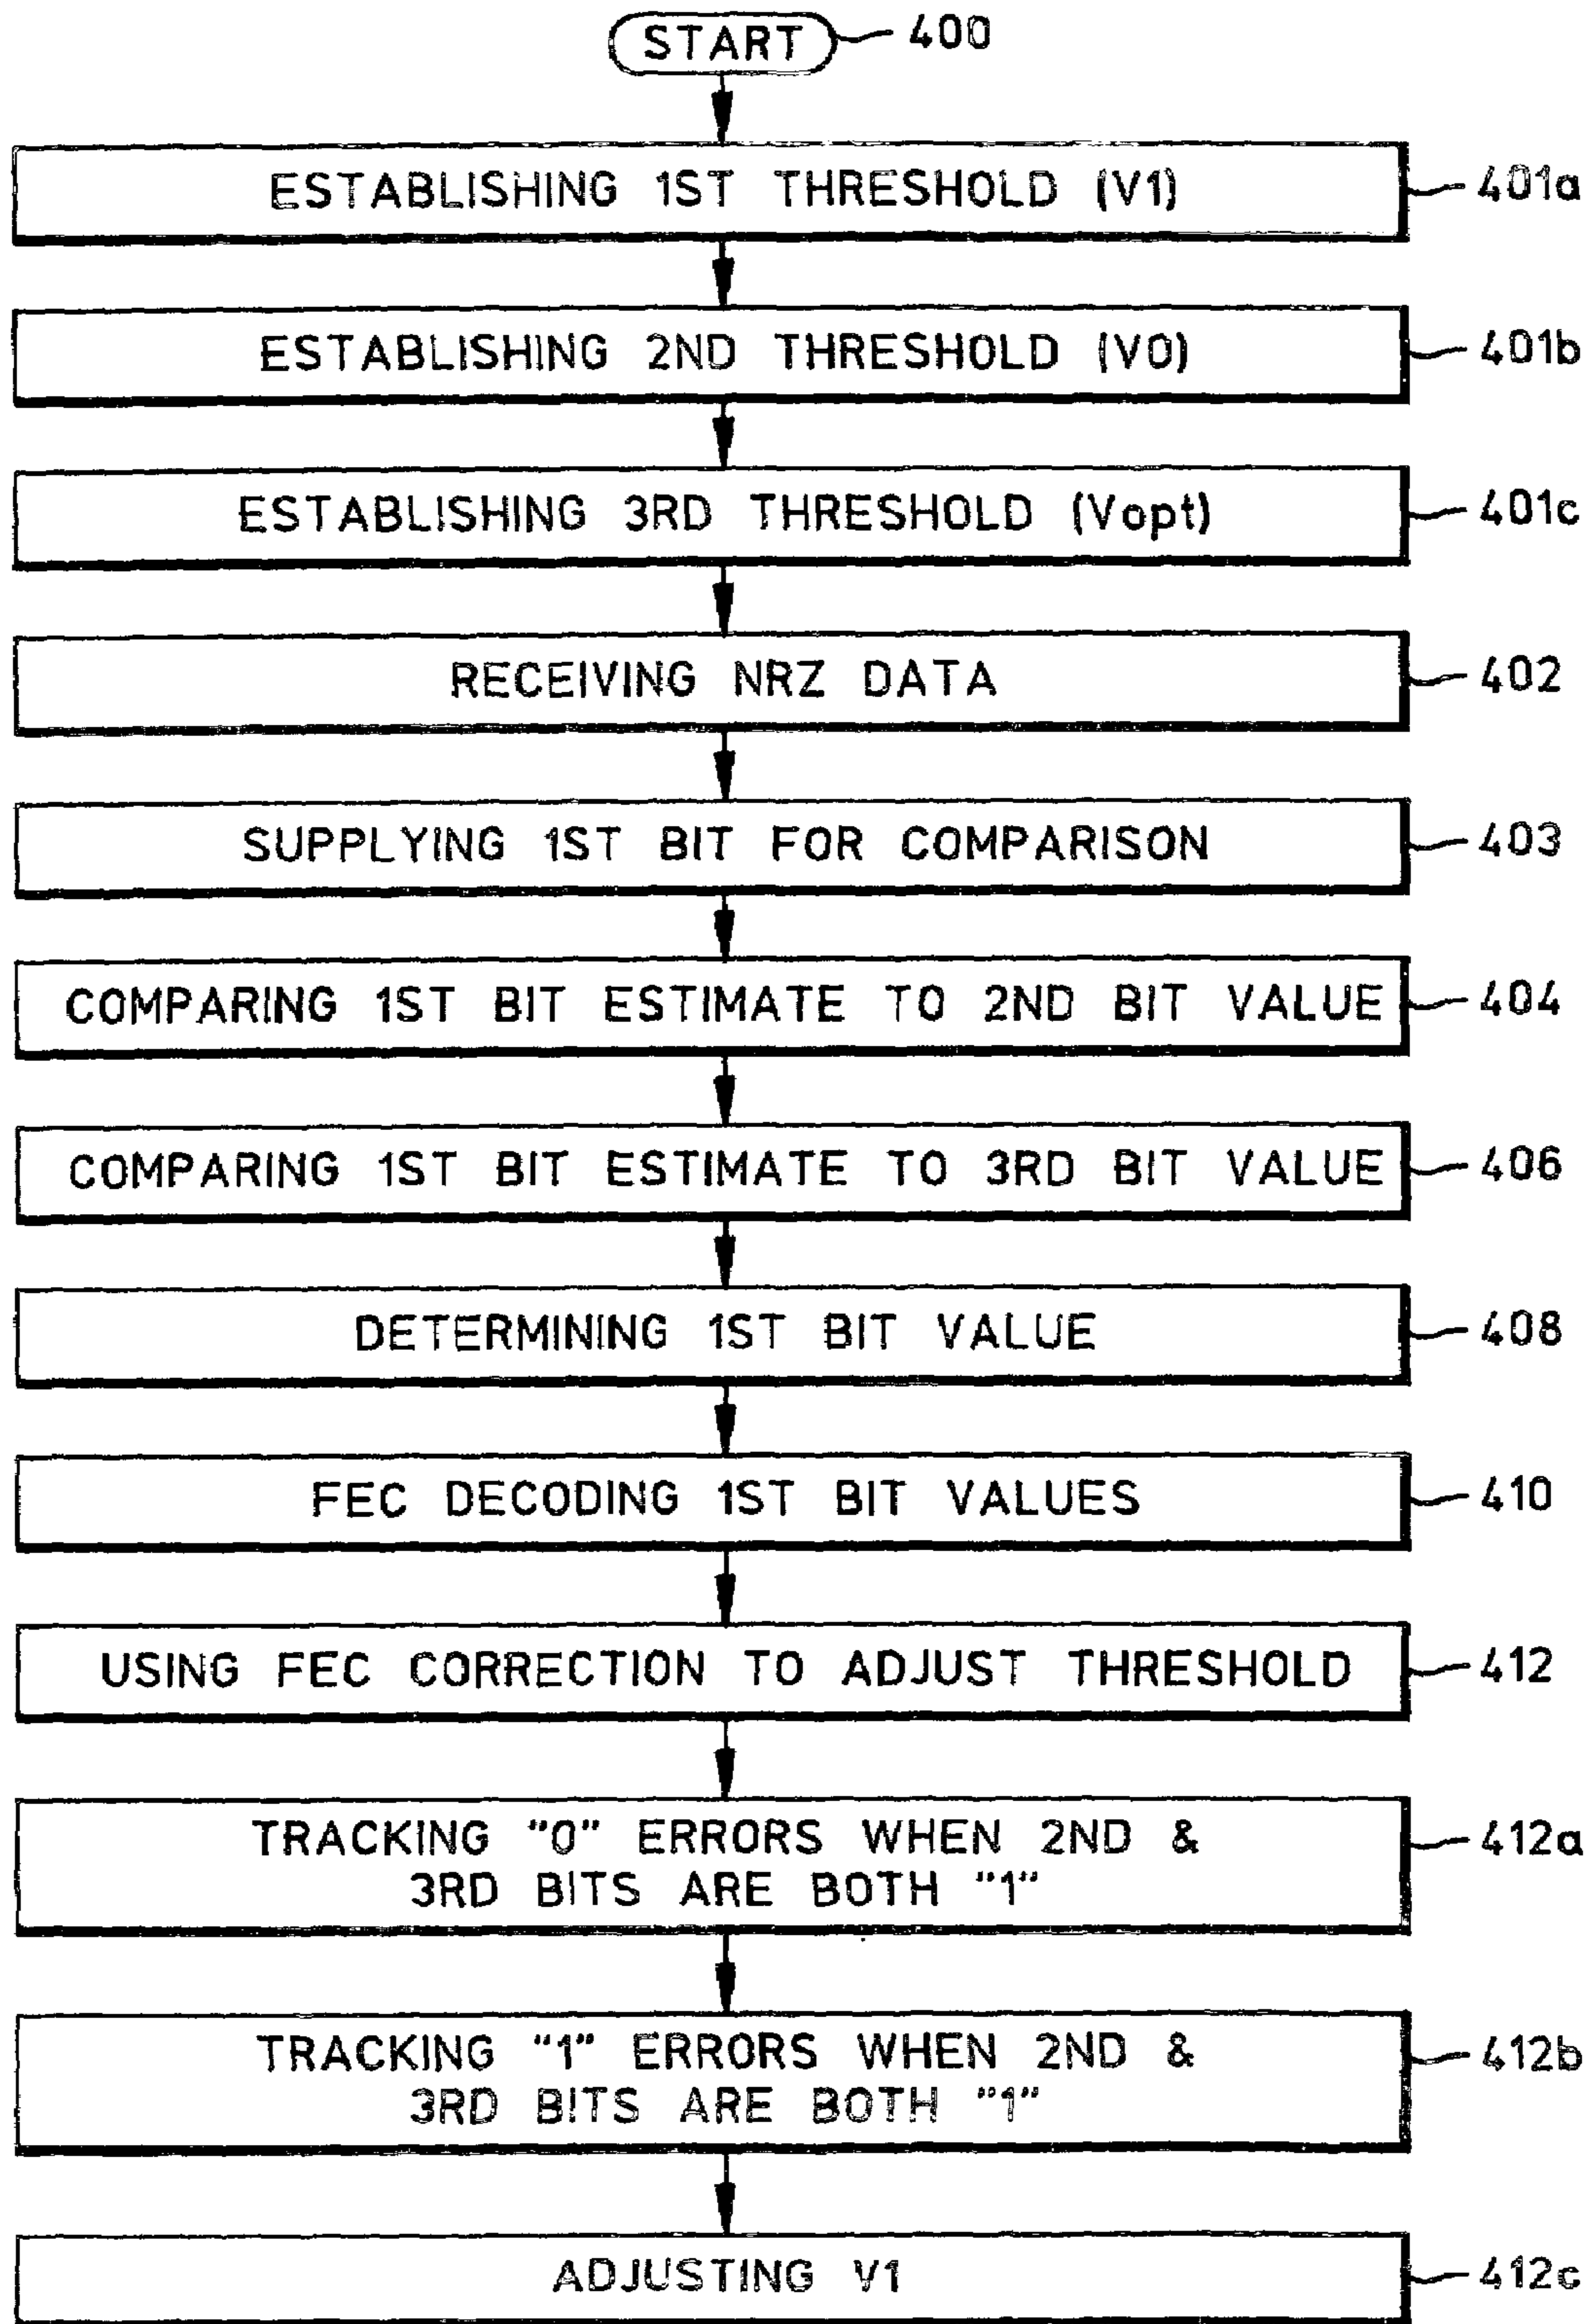 START 400
ESTABLISHING 1ST THRESHOLD (V1) 401a
ESTABLISHING 2ND THRESHOLD (V0) 401b
ESTABLISHING 3RD THRESHOLD (Vopt) 401c
RECEIVING NRZ DATA 402
SUPPLYING 1ST BIT FOR COMPARISON 403
COMPARING 1ST BIT ESTIMATE TO 2ND BIT VALUE 404
COMPARING 1ST BIT ESTIMATE TO 3RD BIT VALUE 406
DETERMINING 1ST BIT VALUE 408
FEC DECODING 1ST BIT VALUES 410
USING FEC CORRECTION TO ADJUST THRESHOLD 412
TRACKING "0" ERRORS WHEN 2ND & 412a
3RD BITS ARE BOTH "1"
TRACKING "1" ERRORS WHEN 2ND & 412b
3RD BITS ARE BOTH "1"
ADJUSTING V1 412c